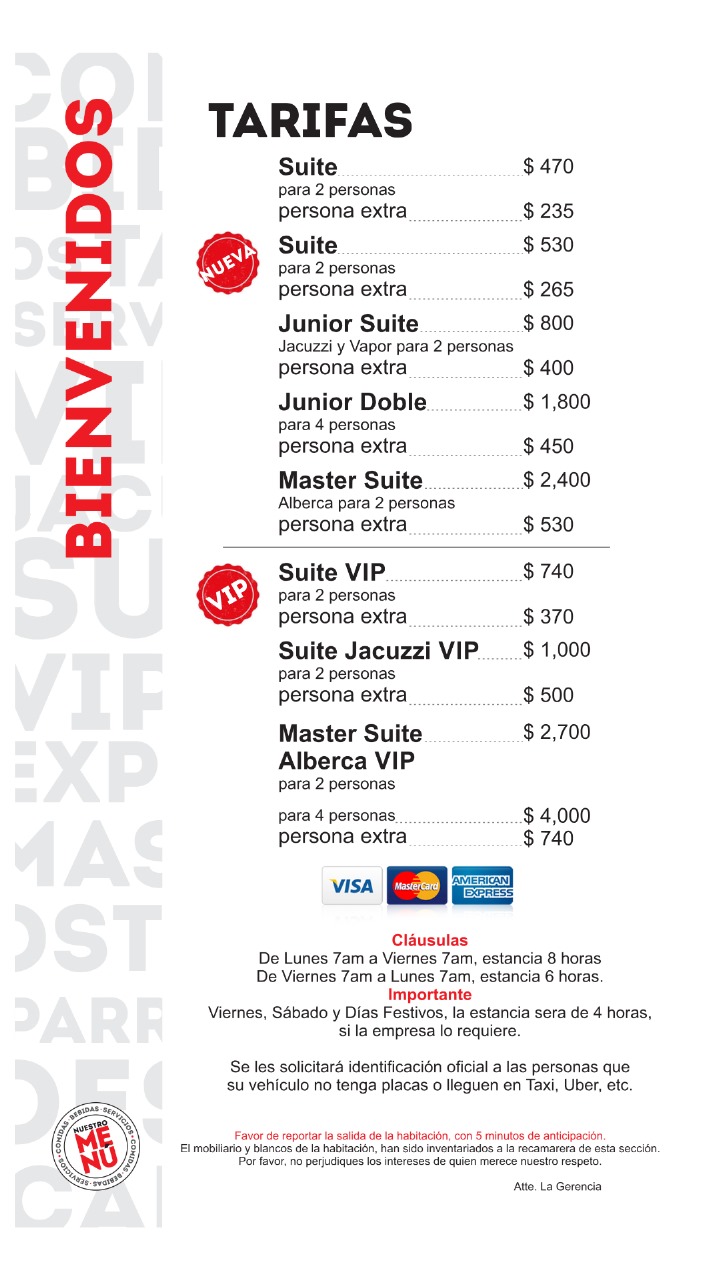 BIENVENIDOS
TARIFAS
Suite $ 470
para 2 personas
persona extra $ 235
NUEVA
Suite $ 530
para 2 personas
persona extra $ 265
Junior Suite $ 800
Jacuzzi y Vapor para 2 personas
persona extra $ 400
Junior Doble $ 1,800
para 4 personas
persona extra $ 450
Master Suite $ 2,400
Alberca para 2 personas
persona extra $ 530
VIP
Suite VIP $ 740
para 2 personas
persona extra $ 370
Suite Jacuzzi VIP $ 1,000
para 2 personas
persona extra $ 500
Master Suite $ 2,700
Alberca VIP
para 2 personas
para 4 personas $ 4,000
persona extra $ 740
VISA
MasterCard
AMERICAN
EXPRESS
Cláusulas
De Lunes 7am a Viernes 7am, estancia 8 horas
De Viernes 7am a Lunes 7am, estancia 6 horas.
Importante
Viernes, Sábado y Días Festivos, la estancia sera de 4 horas,
si la empresa lo requiere.
Se les solicitará identificación oficial a las personas que
su vehículo no tenga placas o lleguen en Taxi, Uber, etc.
Favor de reportar la salida de la habitación, con 5 minutos de anticipación.
El mobiliario y blancos de la habitación, han sido inventariados a la recamarera de esta sección.
Por favor, no perjudiques los intereses de quien merece nuestro respeto.
Atte. La Gerencia
COMIDAS · BEBIDAS · SERVICIOS · COMIDAS · BEBIDAS · SERVICIOS
NUESTRO
ME
NÚ